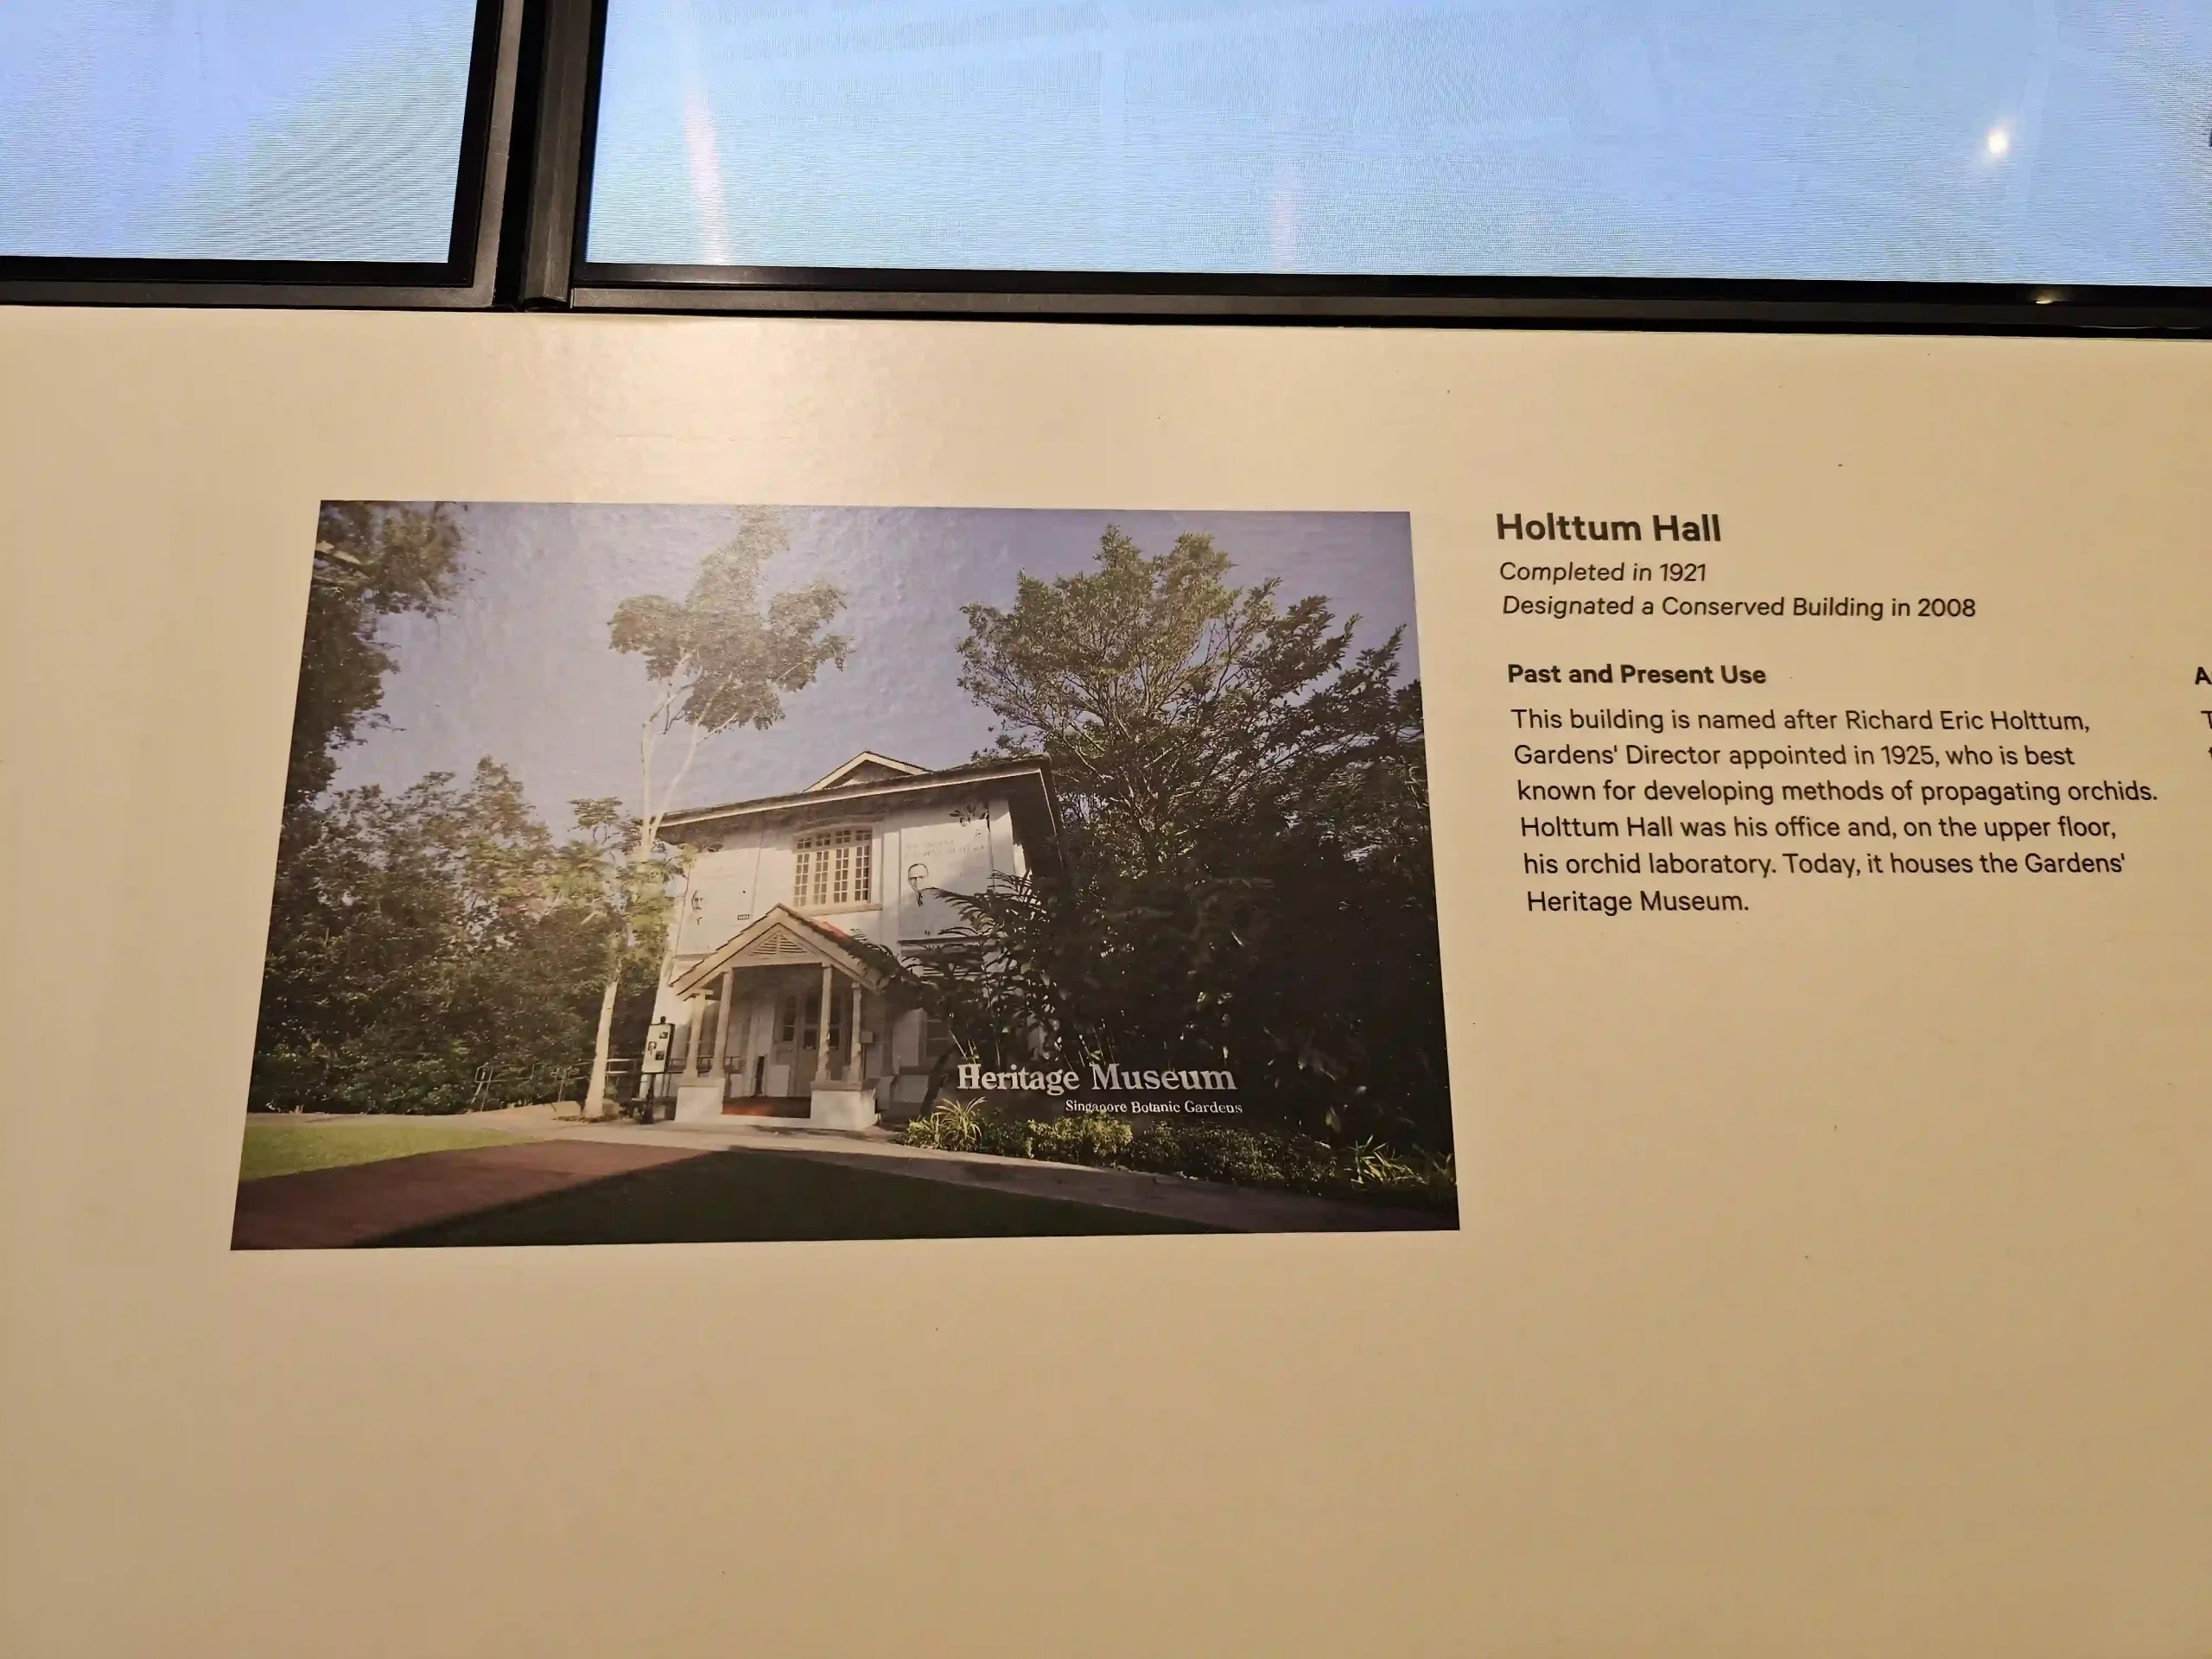 Holttum Hall
Completed in 1921
Designated a Conserved Building in 2008
Past and Present Use
This building is named after Richard Eric Holttum,
Gardens' Director appointed in 1925, who is best
known for developing methods of propagating orchids.
Holttum Hall was his office and, on the upper floor,
his orchid laboratory. Today, it houses the Gardens'
Heritage Museum.
Heritage Museum
Singapore Botanic Gardens